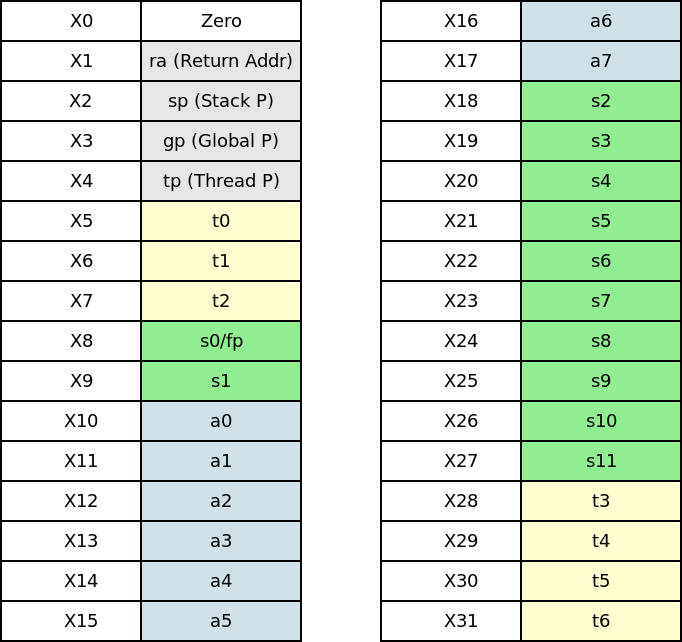 X0 Zero
X1 ra (Return Addr)
X2 sp (Stack P)
X3 gp (Global P)
X4 tp (Thread P)
X5 t0
X6 t1
X7 t2
X8 s0/fp
X9 s1
X10 a0
X11 a1
X12 a2
X13 a3
X14 a4
X15 a5
X16 a6
X17 a7
X18 s2
X19 s3
X20 s4
X21 s5
X22 s6
X23 s7
X24 s8
X25 s9
X26 s10
X27 s11
X28 t3
X29 t4
X30 t5
X31 t6